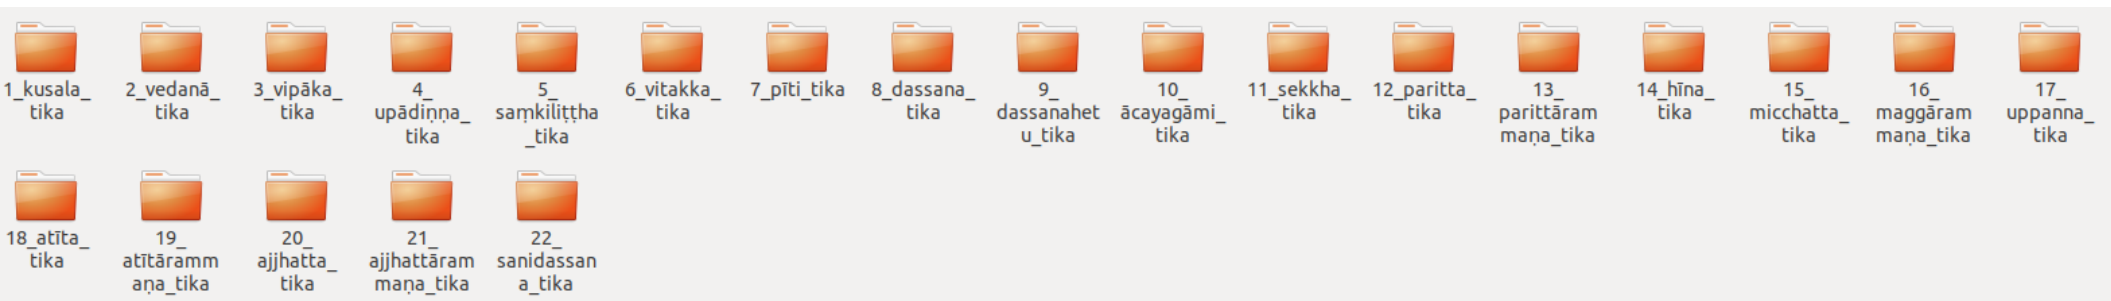 1_kusala_
tika
2_vedanā_
tika
3_vipāka_
tika
4_
upādiṇṇa_
tika
5_
saṃkiliṭṭha
_tika
6_vitakka_
tika
7_pīti_tika
8_dassana_
tika
9_
dassanahet
u_tika
10_
ācayagāmi_
tika
11_sekkha_
tika
12_paritta_
tika
13_
parittāram
maṇa_tika
14_hīna_
tika
15_
micchatta_
tika
16_
maggāram
maṇa_tika
17_
uppanna_
tika
18_atīta_
tika
19_
atītāramm
aṇa_tika
20_
ajjhatta_
tika
21_
ajjhattāram
maṇa_tika
22_
sanidassan
a_tika